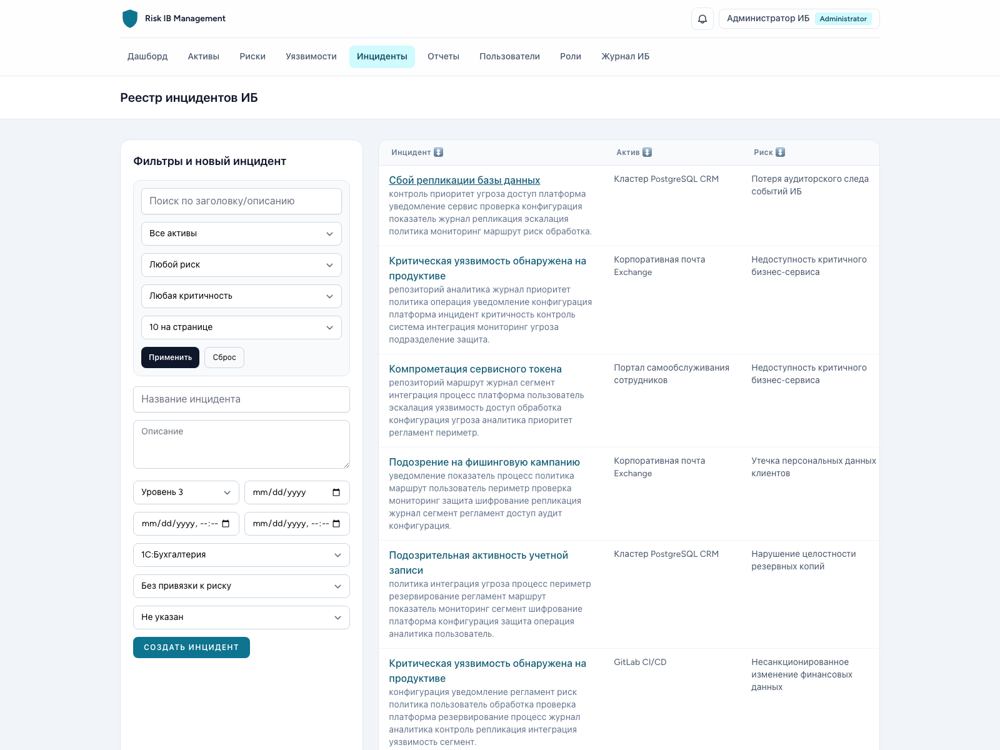 Risk IB Management
Администратор ИБ Administrator
Дашборд Активы Риски Уязвимости Инциденты Отчеты Пользователи Роли Журнал ИБ
Реестр инцидентов ИБ
Фильтры и новый инцидент
Поиск по заголовку/описанию
Все активы
Любой риск
Любая критичность
10 на странице
Применить Сброс
Название инцидента
Описание
Уровень 3 mm/dd/yyyy
mm/dd/yyyy, --:-- mm/dd/yyyy, --:--
1С:Бухгалтерия
Без привязки к риску
Не указан
СОЗДАТЬ ИНЦИДЕНТ
Инцидент ↕ Актив ↕ Риск ↕
Сбой репликации базы данных
контроль приоритет угроза доступ платформа
уведомление сервис проверка конфигурация
показатель журнал репликация эскалация
политика мониторинг маршрут риск обработка.
Кластер PostgreSQL CRM
Потеря аудиторского следа
событий ИБ
Критическая уязвимость обнаружена на
продуктиве
репозиторий аналитика журнал приоритет
политика операция уведомление конфигурация
платформа инцидент критичность контроль
система интеграция мониторинг угроза
подразделение защита.
Корпоративная почта
Exchange
Недоступность критичного
бизнес-сервиса
Компрометация сервисного токена
репозиторий маршрут журнал сегмент
интеграция процесс платформа пользователь
эскалация уязвимость доступ обработка
конфигурация угроза аналитика приоритет
регламент периметр.
Портал самообслуживания
сотрудников
Недоступность критичного
бизнес-сервиса
Подозрение на фишинговую кампанию
уведомление показатель процесс политика
маршрут пользователь периметр проверка
мониторинг защита шифрование репликация
журнал сегмент регламент доступ аудит
конфигурация.
Корпоративная почта
Exchange
Утечка персональных данных
клиентов
Подозрительная активность учетной
записи
политика интеграция угроза процесс периметр
резервирование регламент маршрут
показатель мониторинг сегмент шифрование
платформа конфигурация защита операция
аналитика пользователь.
Кластер PostgreSQL CRM
Нарушение целостности
резервных копий
Критическая уязвимость обнаружена на
продуктиве
конфигурация уведомление регламент риск
политика пользователь обработка проверка
платформа резервирование процесс журнал
аналитика контроль репликация интеграция
уязвимость сегмент.
GitLab CI/CD
Несанкционированное
изменение финансовых
данных